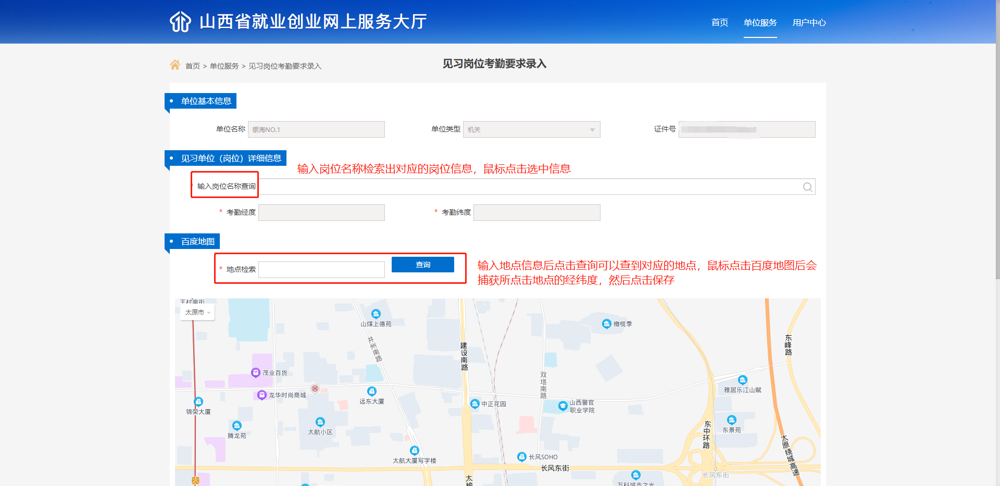 山西省就业创业网上服务大厅
首页 单位服务 用户中心
首页 > 单位服务 > 见习岗位考勤要求录入
见习岗位考勤要求录入
单位基本信息
单位名称 银海NO.1 单位类型 机关 证件号
见习单位（岗位）详细信息
输入岗位名称检索出对应的岗位信息，鼠标点击选中信息
* 输入岗位名称查询
* 考勤经度 * 考勤纬度
百度地图
* 地点检索 查询
输入地点信息后点击查询可以查到对应的地点，鼠标点击百度地图后会
捕获所点击地点的经纬度，然后点击保存
王村南街
太原市
山煤上德苑
橄榄季
并州南路
建设南路
东峰路
茂业百货
双塔南路
龙华时尚商城
远东大厦
雅居乐江山赋
中正花园
山西警官
职业学院
锦荣大厦
腾龙苑
太航小区
东景苑
东中环路
太原绕城高速
太航大厦写字楼
长风SOHO
长风东街
长风东街
太榆
万科城市之光